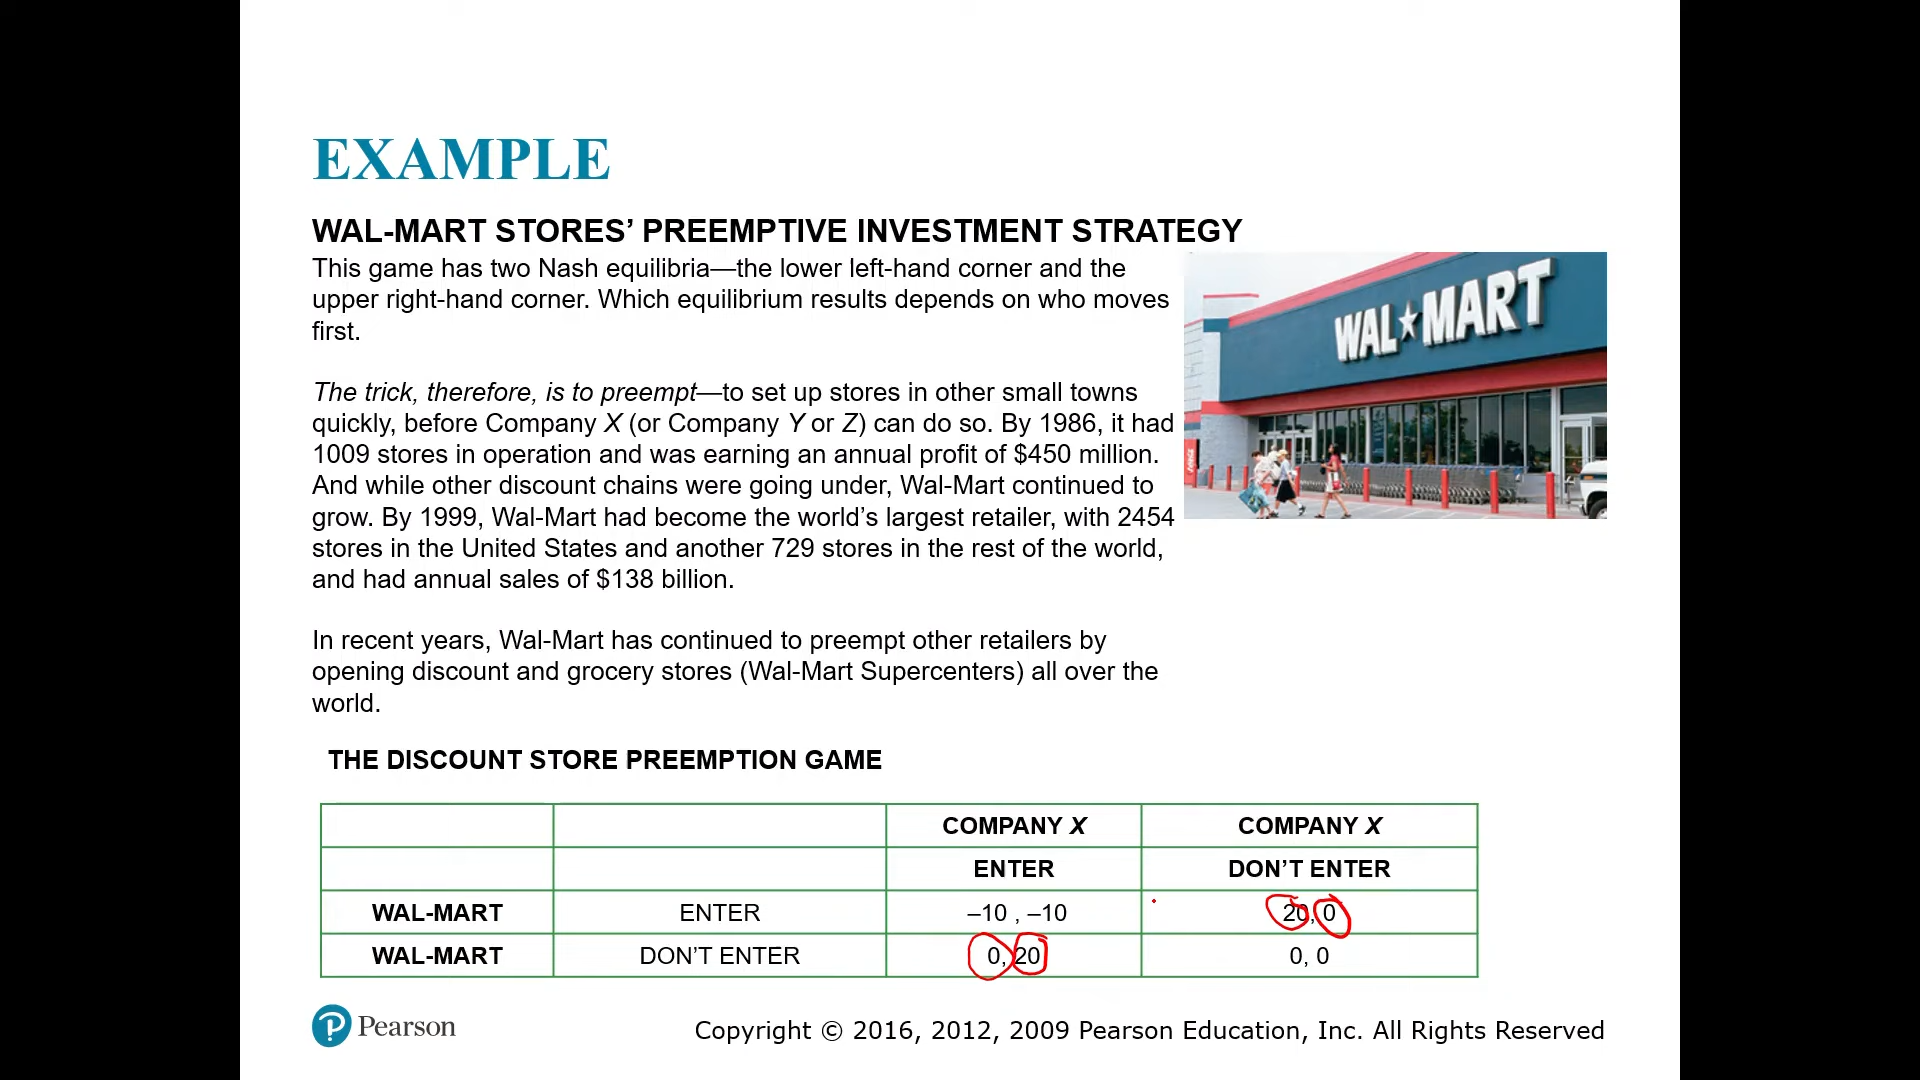 EXAMPLE
WAL-MART STORES’ PREEMPTIVE INVESTMENT STRATEGY
This game has two Nash equilibria—the lower left-hand corner and the
upper right-hand corner. Which equilibrium results depends on who moves
first.
The trick, therefore, is to preempt—to set up stores in other small towns
quickly, before Company X (or Company Y or Z) can do so. By 1986, it had
1009 stores in operation and was earning an annual profit of $450 million.
And while other discount chains were going under, Wal-Mart continued to
grow. By 1999, Wal-Mart had become the world’s largest retailer, with 2454
stores in the United States and another 729 stores in the rest of the world,
and had annual sales of $138 billion.
In recent years, Wal-Mart has continued to preempt other retailers by
opening discount and grocery stores (Wal-Mart Supercenters) all over the
world.
WAL★MART
THE DISCOUNT STORE PREEMPTION GAME
COMPANY X COMPANY X
ENTER DON’T ENTER
WAL-MART ENTER –10 , –10 20, 0
WAL-MART DON’T ENTER 0, 20 0, 0
Pearson
Copyright © 2016, 2012, 2009 Pearson Education, Inc. All Rights Reserved